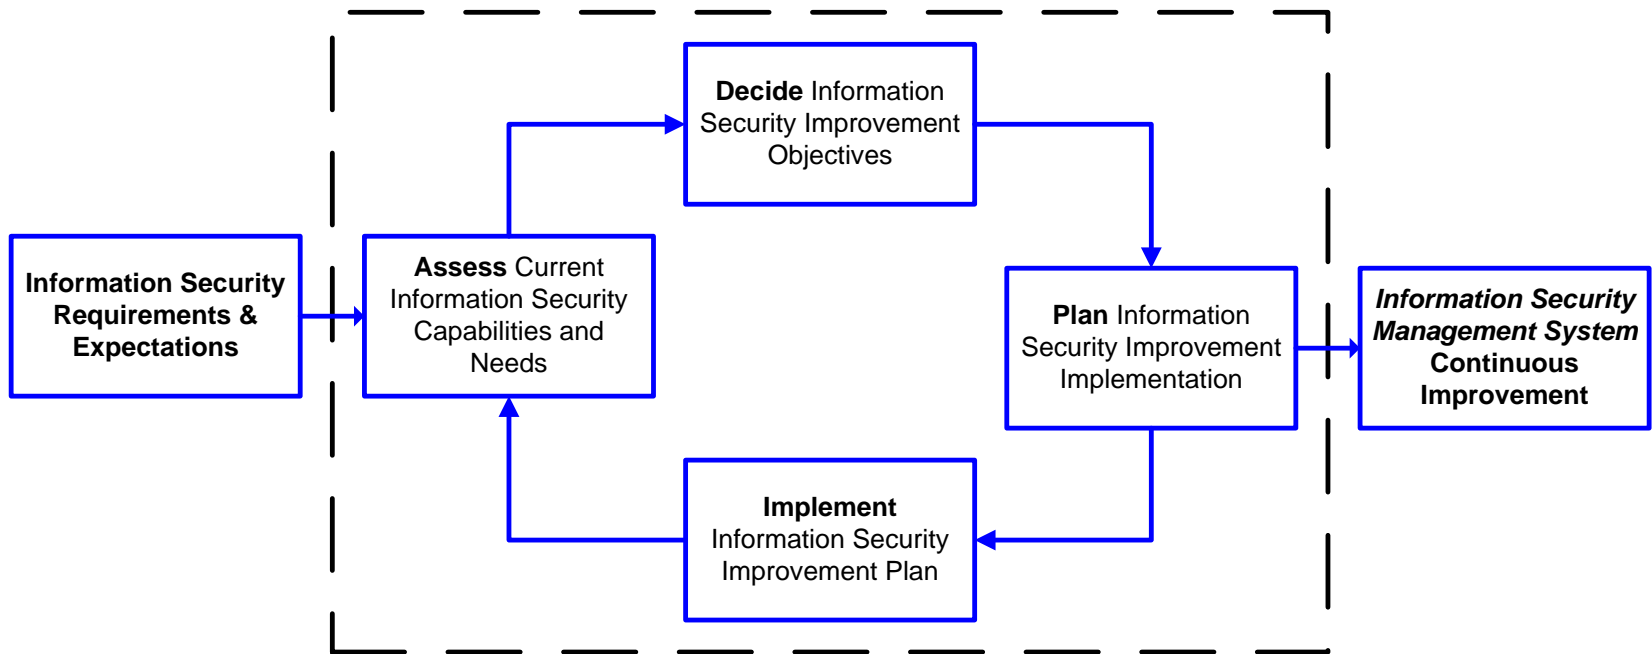 Decide Information
Security Improvement
Objectives
Information Security
Requirements &
Expectations
Assess Current
Information Security
Capabilities and
Needs
Plan Information
Security Improvement
Implementation
Information Security
Management System
Continuous
Improvement
Implement
Information Security
Improvement Plan